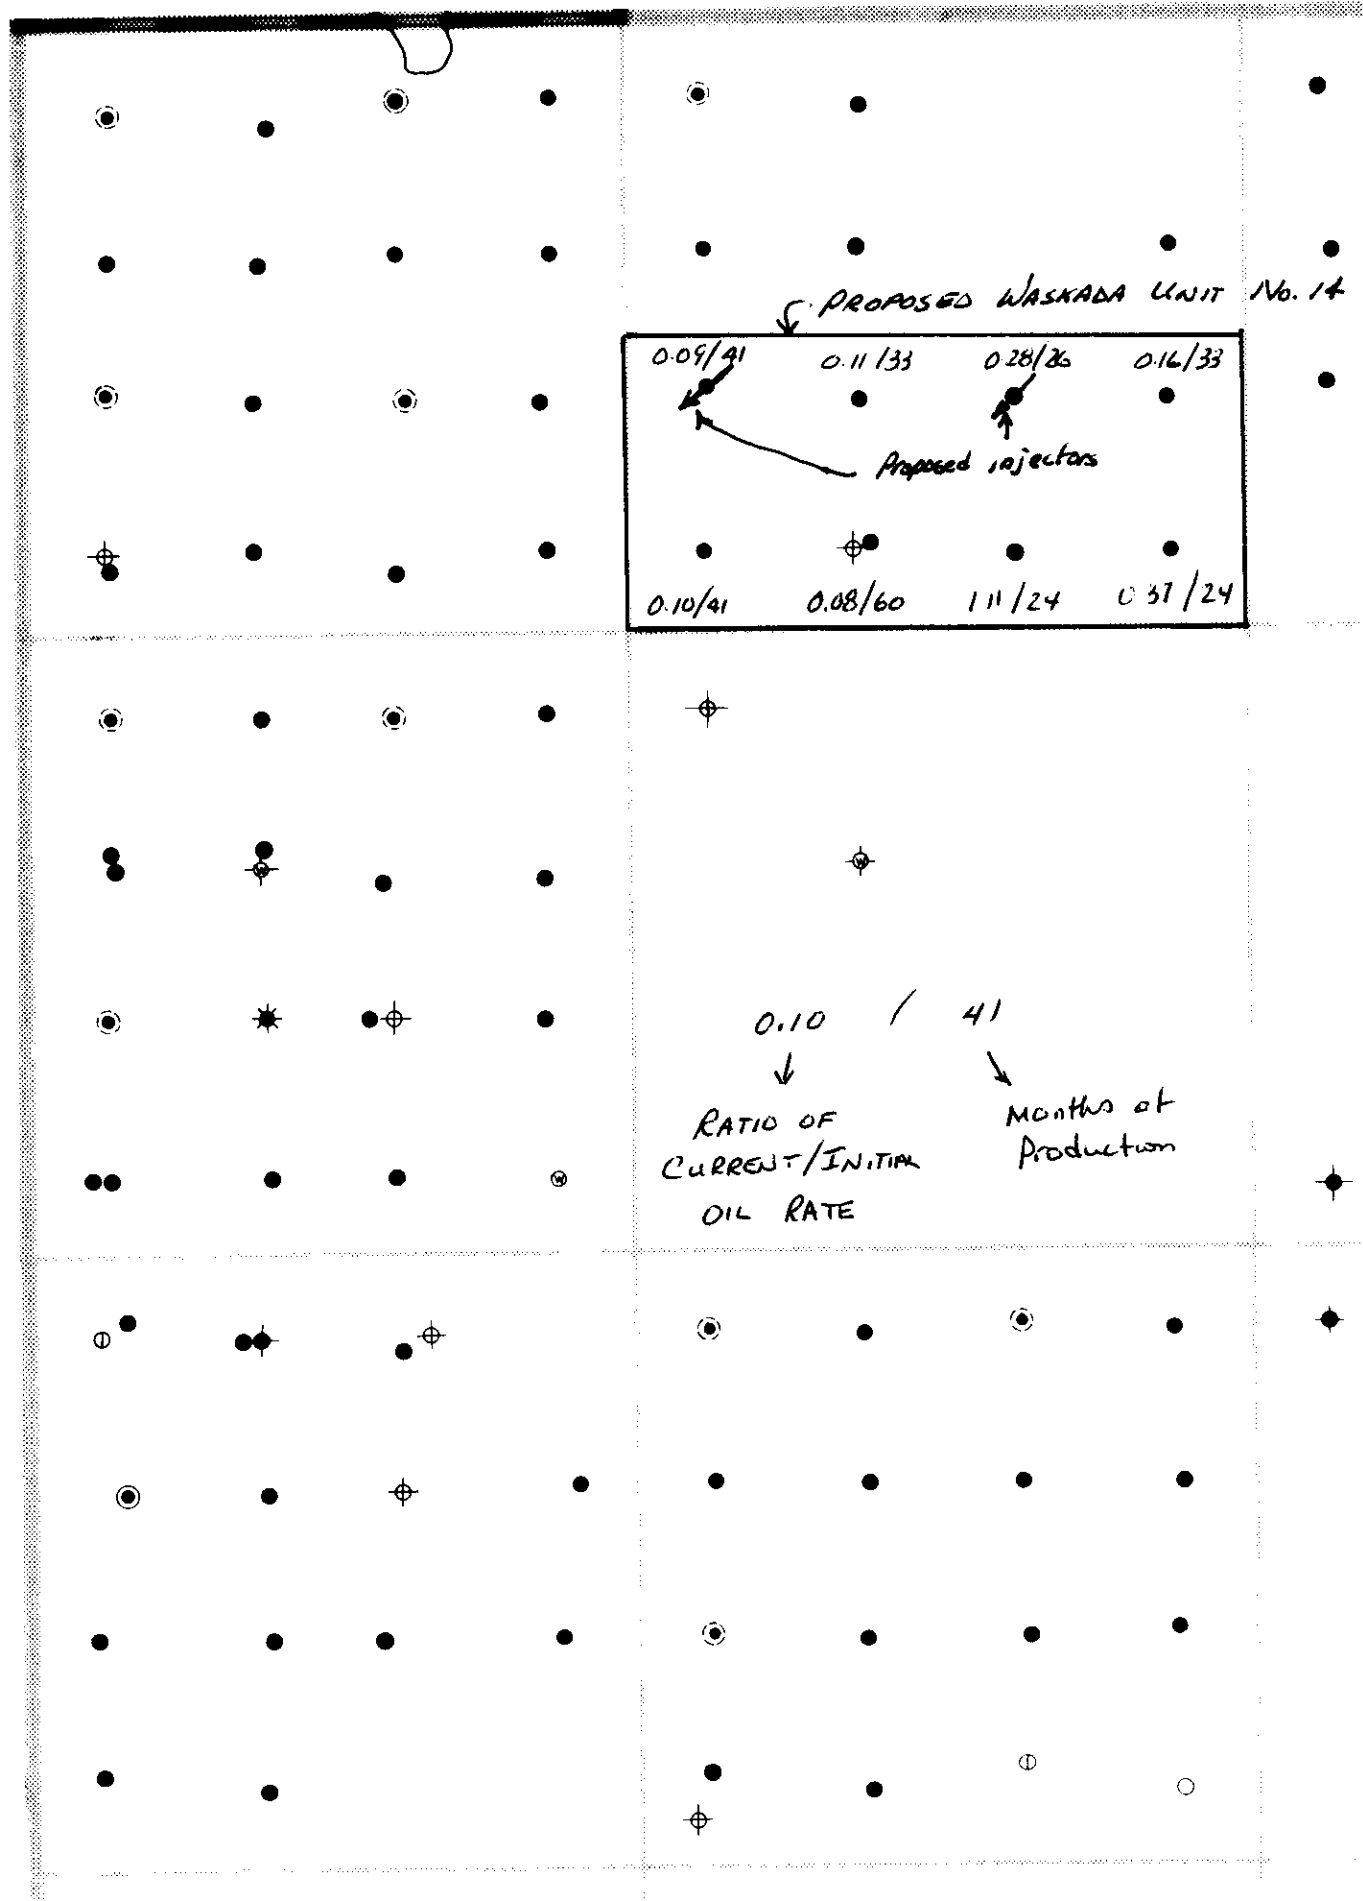 PROPOSED WASKADA UNIT No. 14
0.09/41 0.11/33 0.28/26 0.16/33
Proposed injectors
0.10/41 0.08/60 1 11/24 0 37/24
W
W
0.10 / 41
RATIO OF
CURRENT/INITIAL
OIL RATE
Months of
Production
W